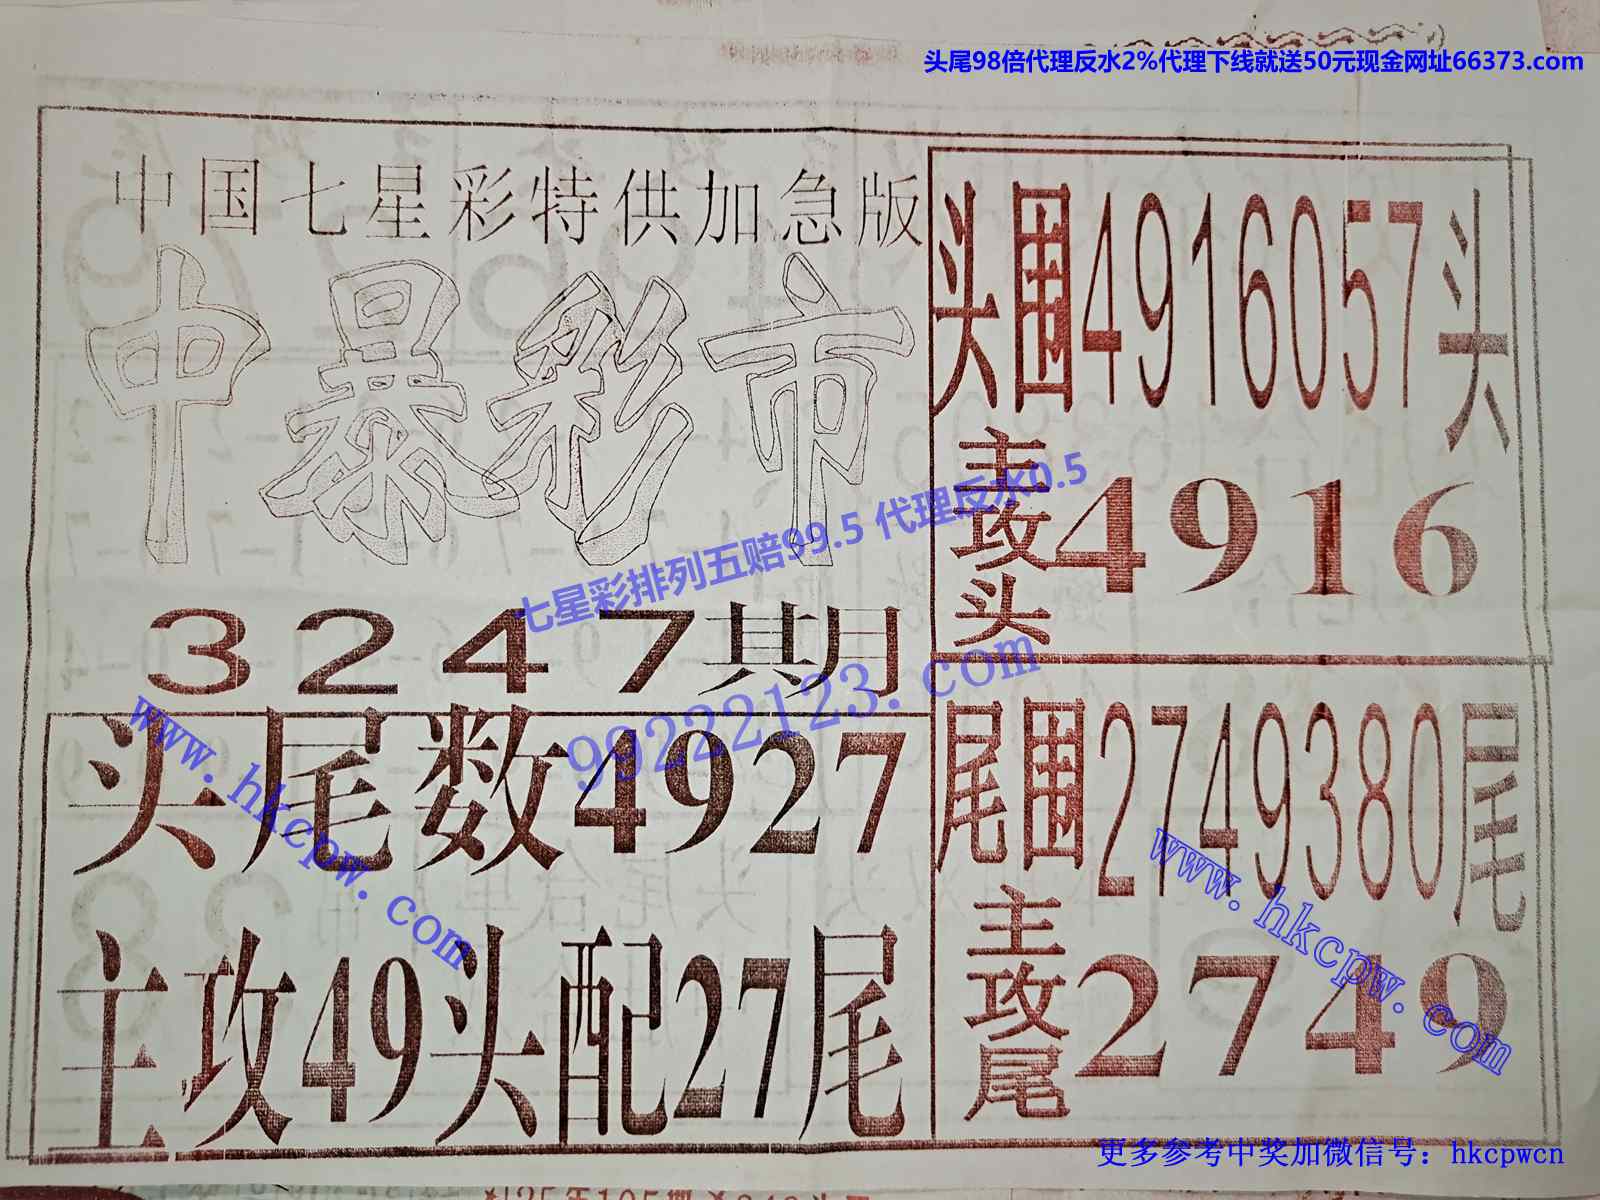 头尾98倍代理反水2%代理下线就送50元现金网址66373.com
中国七星彩特供加急版
中暴彩市
3247期
头尾数4927
主攻49头配27尾
头围4916057头
主攻头4916
尾围2749380尾
主攻尾2749
七星彩排列五赔99.5 代理反水0.5
99222123.com
www.hkcpw.com
www.hkcpw.com
更多参考中奖加微信号：hkcpwcn